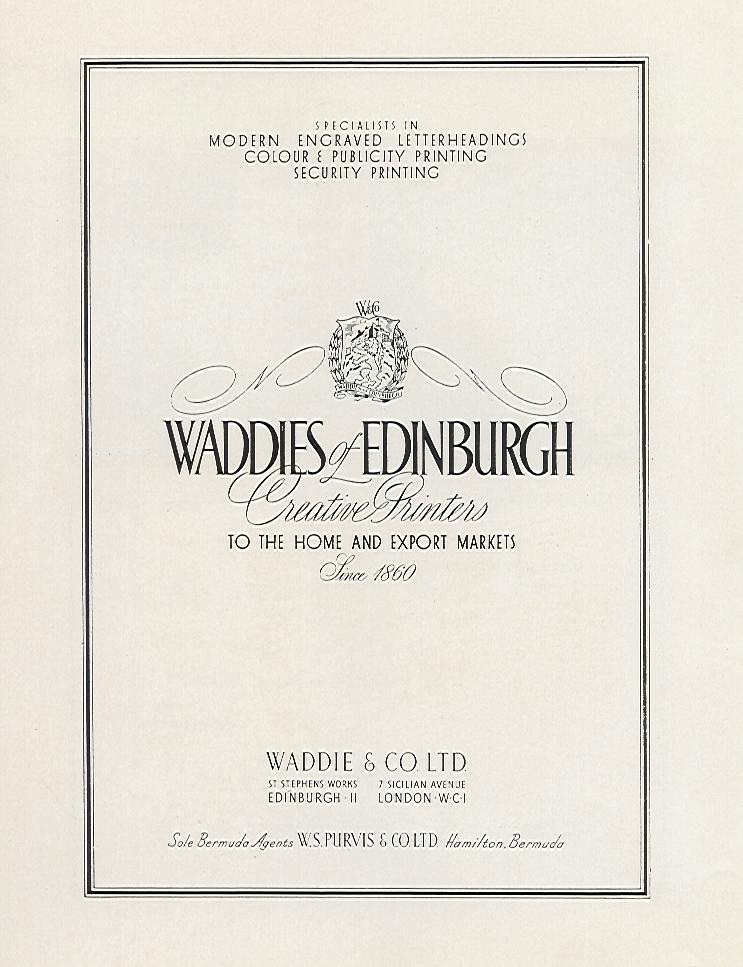 SPECIALISTS IN
MODERN ENGRAVED LETTERHEADINGS
COLOUR & PUBLICITY PRINTING
SECURITY PRINTING
W&Co
WADDIES of EDINBURGH
Creative Printers
TO THE HOME AND EXPORT MARKETS
Since 1860
WADDIE & CO. LTD.
ST. STEPHENS WORKS 7 SICILIAN AVENUE
EDINBURGH · 11 LONDON · W·C·1
Sole Bermuda Agents W.S. PURVIS & CO. LTD. Hamilton, Bermuda